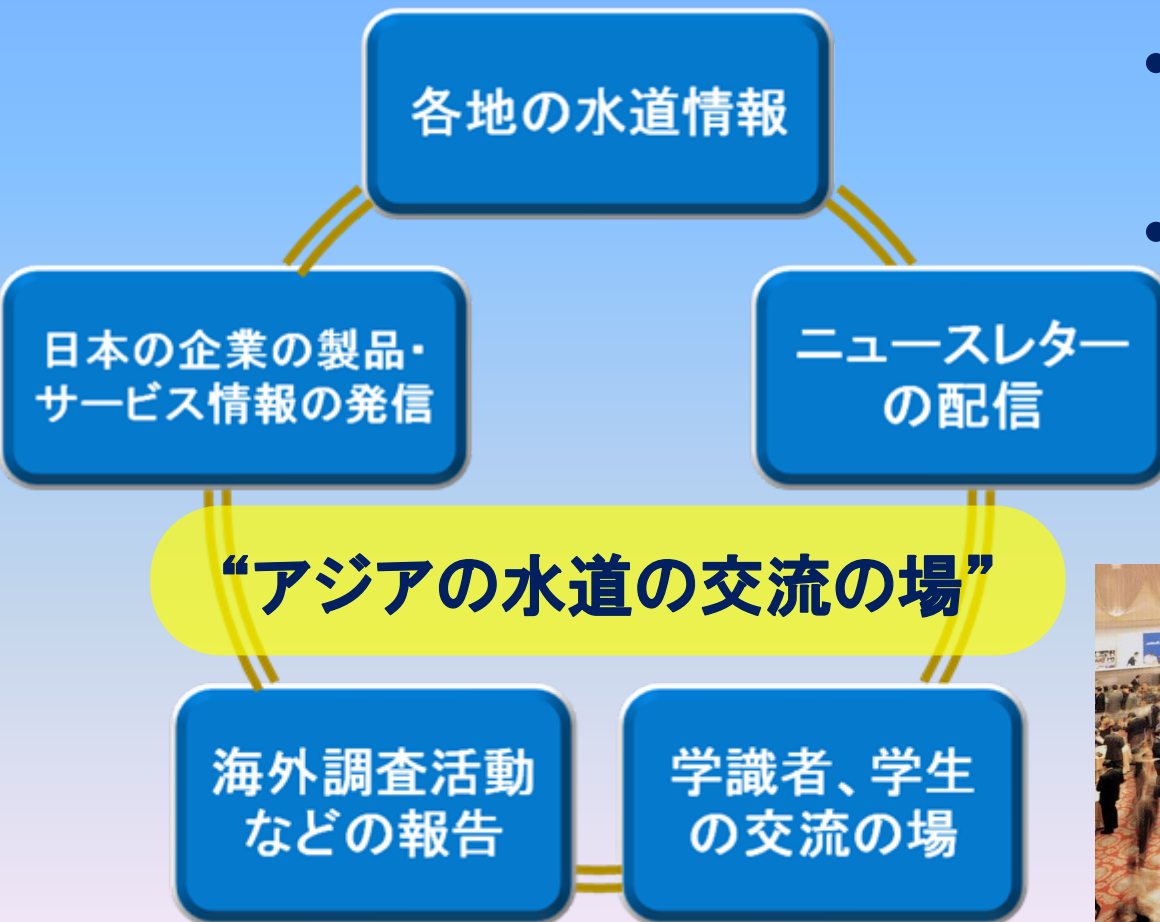 各地の水道情報
日本の企業の製品・
サービス情報の発信
ニュースレター
の配信
“アジアの水道の交流の場”
海外調査活動
などの報告
学識者、学生
の交流の場